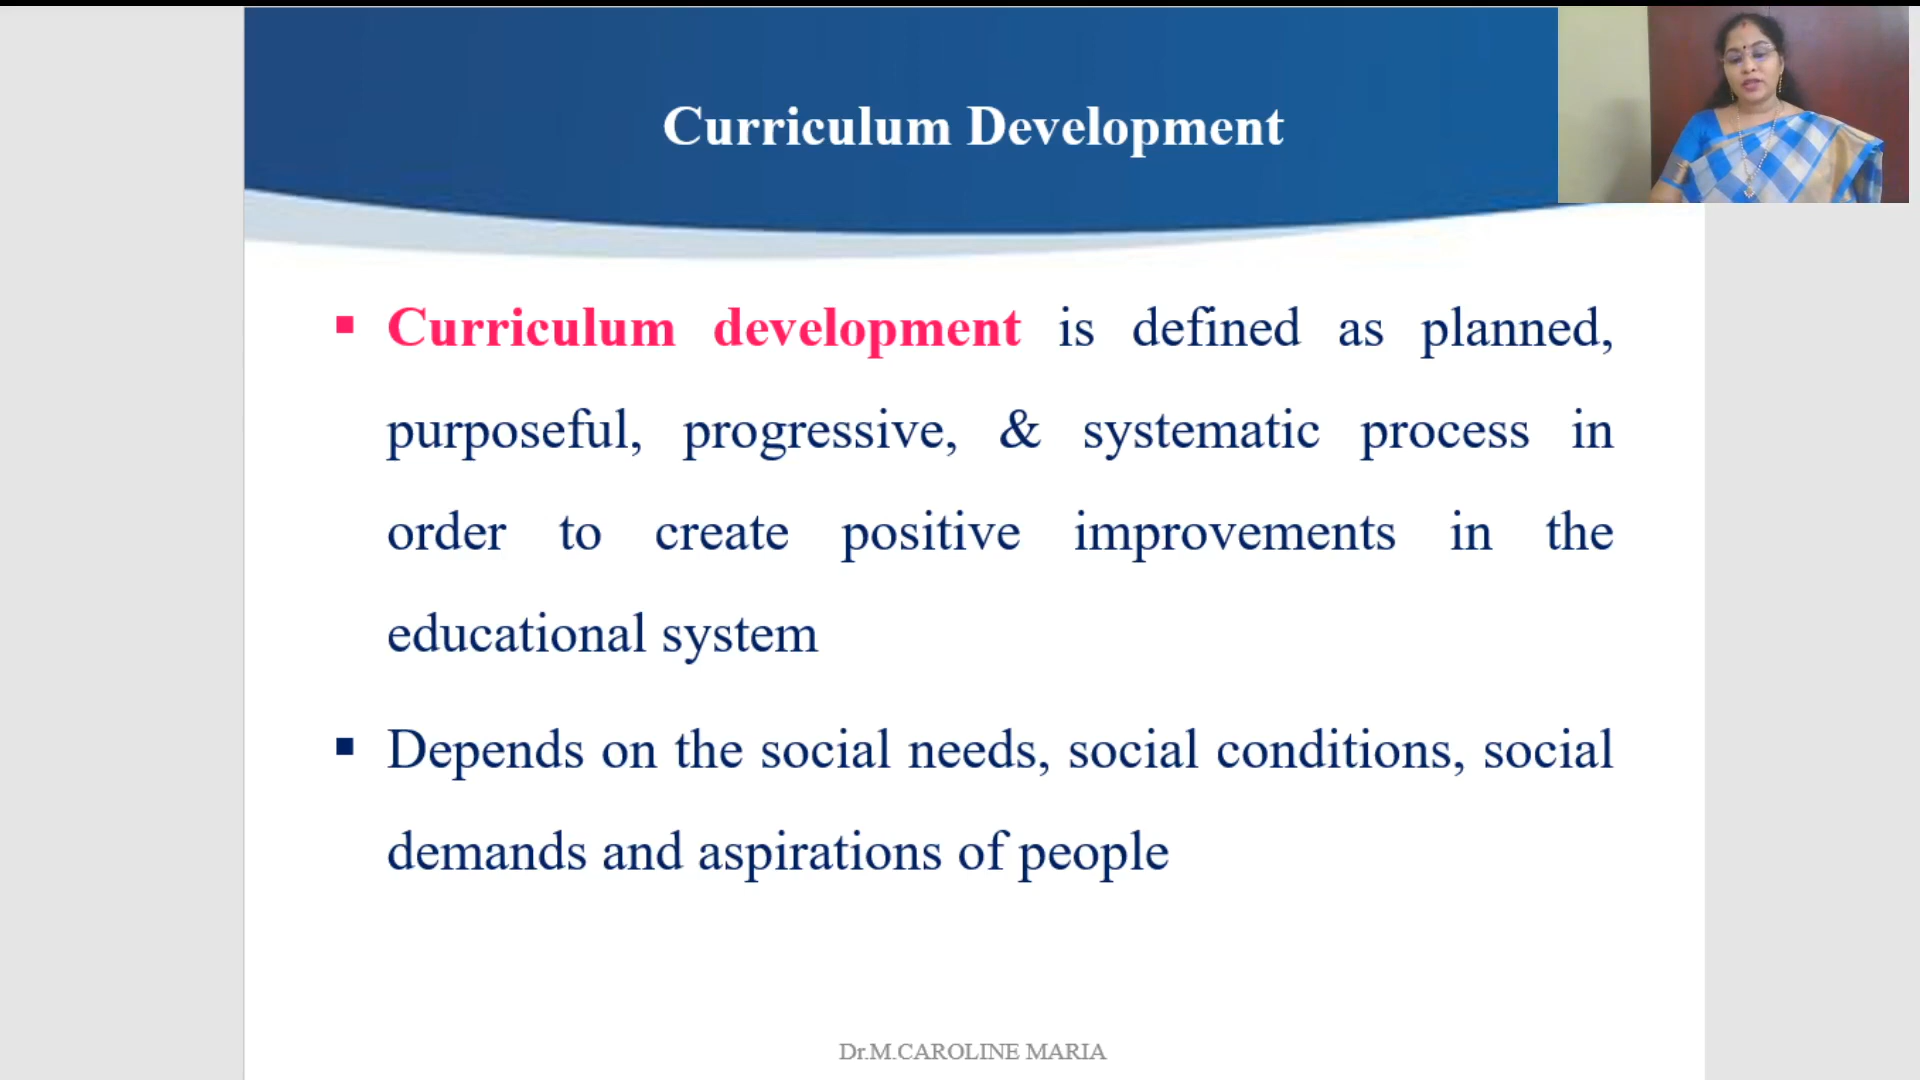 Curriculum Development
▪ Curriculum development is defined as planned,
purposeful, progressive, & systematic process in
order to create positive improvements in the
educational system
▪ Depends on the social needs, social conditions, social
demands and aspirations of people
Dr.M.CAROLINE MARIA